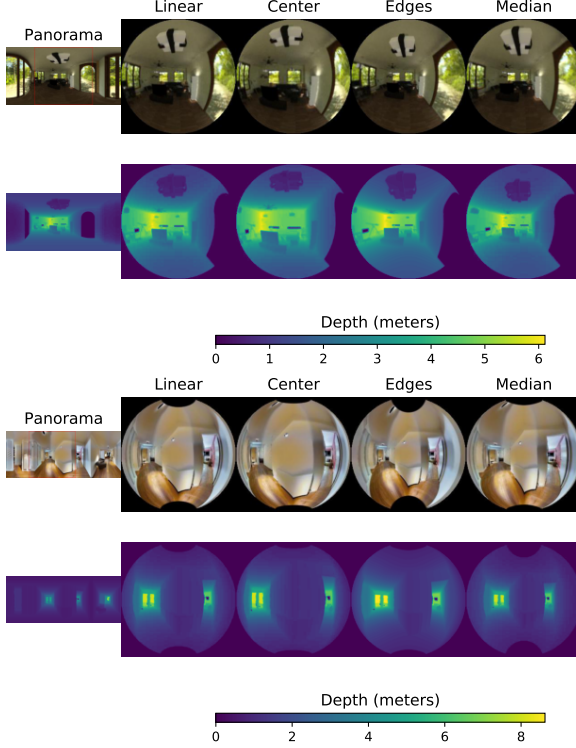 Linear Center Edges Median
Panorama
Depth (meters)
0 1 2 3 4 5 6
Linear Center Edges Median
Panorama
Depth (meters)
0 2 4 6 8